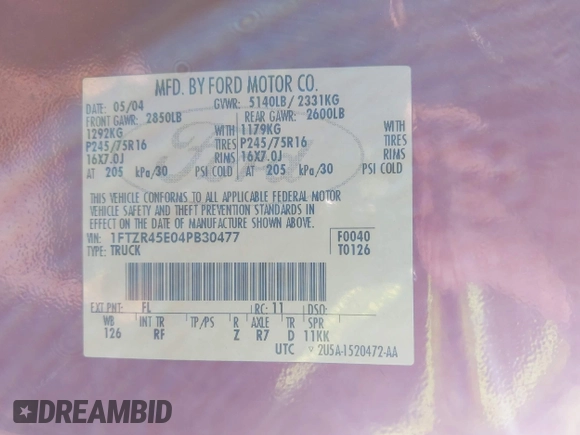 MFD. BY FORD MOTOR CO.
DATE: 05/04 GVWR: 5140LB/ 2331KG
FRONT GAWR: 2850LB REAR GAWR: 2600LB
1292KG WITH 1179KG WITH
P245/75R16 TIRES P245/75R16 TIRES
16X7.0J RIMS 16X7.0J RIMS
AT 205 kPa/30 PSI COLD AT 205 kPa/30 PSI COLD
THIS VEHICLE CONFORMS TO ALL APPLICABLE FEDERAL MOTOR
VEHICLE SAFETY AND THEFT PREVENTION STANDARDS IN
EFFECT ON THE DATE OF MANUFACTURE SHOWN ABOVE.
VIN: 1FTZR45E04PB30477 F0040
TYPE: TRUCK T0126
EXT PNT: FL RC: 11 DSO:
WB INT TR TP/PS R AXLE TR SPR
126 RF Z R7 D 11KK
UTC 2U5A-1520472-AA
Ford
DREAMBID